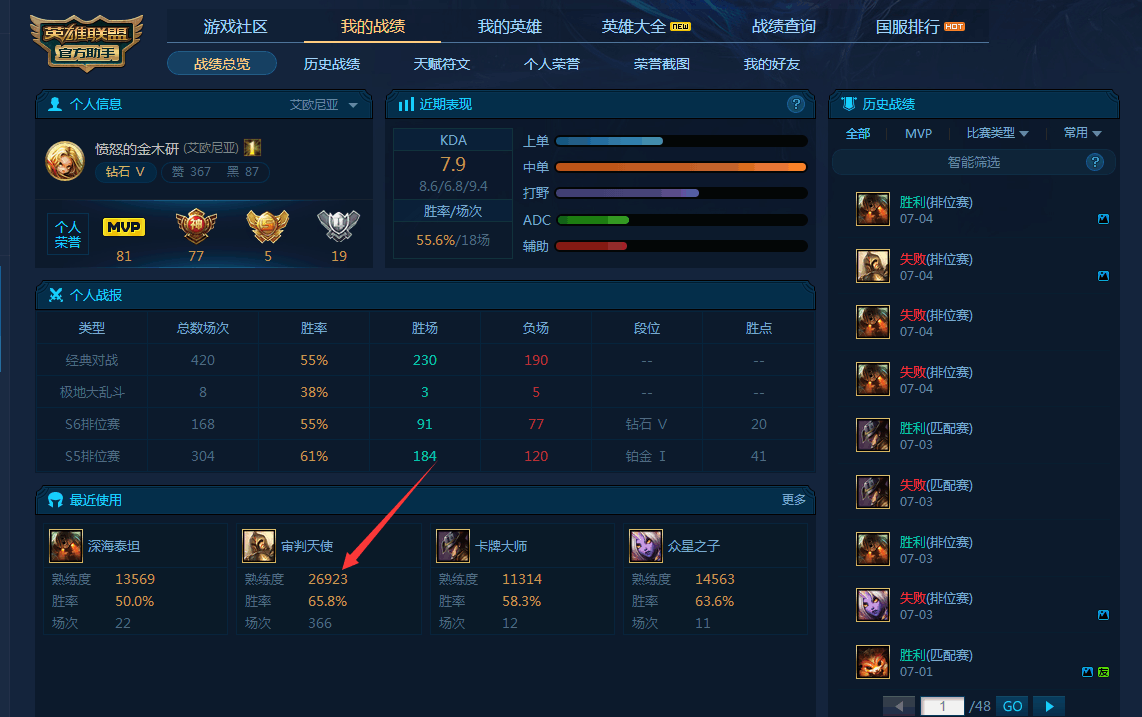 英雄联盟
官方助手
游戏社区 我的战绩 我的英雄 英雄大全 NEW 战绩查询 国服排行 HOT
战绩总览 历史战绩 天赋符文 个人荣誉 荣誉截图 我的好友
个人信息 艾欧尼亚
愤怒的金木研 (艾欧尼亚) 1
钻石 V 赞 367 黑 87
个人
荣誉
MVP 神 5 U
81 77 5 19
近期表现 ?
KDA
7.9
8.6/6.8/9.4
胜率/场次
55.6%/18场
上单
中单
打野
ADC
辅助
个人战报
类型 总数场次 胜率 胜场 负场 段位 胜点
经典对战 420 55% 230 190 -- --
极地大乱斗 8 38% 3 5 -- --
S6排位赛 168 55% 91 77 钻石 V 20
S5排位赛 304 61% 184 120 铂金 I 41
最近使用 更多
深海泰坦
熟练度 13569
胜率 50.0%
场次 22
审判天使
熟练度 26923
胜率 65.8%
场次 366
卡牌大师
熟练度 11314
胜率 58.3%
场次 12
众星之子
熟练度 14563
胜率 63.6%
场次 11
历史战绩
全部 MVP 比赛类型 常用
智能筛选 ?
胜利(排位赛)
07-04
失败(排位赛)
07-04
失败(排位赛)
07-04
失败(排位赛)
07-04
胜利(匹配赛)
07-03
失败(匹配赛)
07-03
胜利(匹配赛)
07-03
失败(排位赛)
07-03
胜利(匹配赛)
07-01 友
1 /48 GO